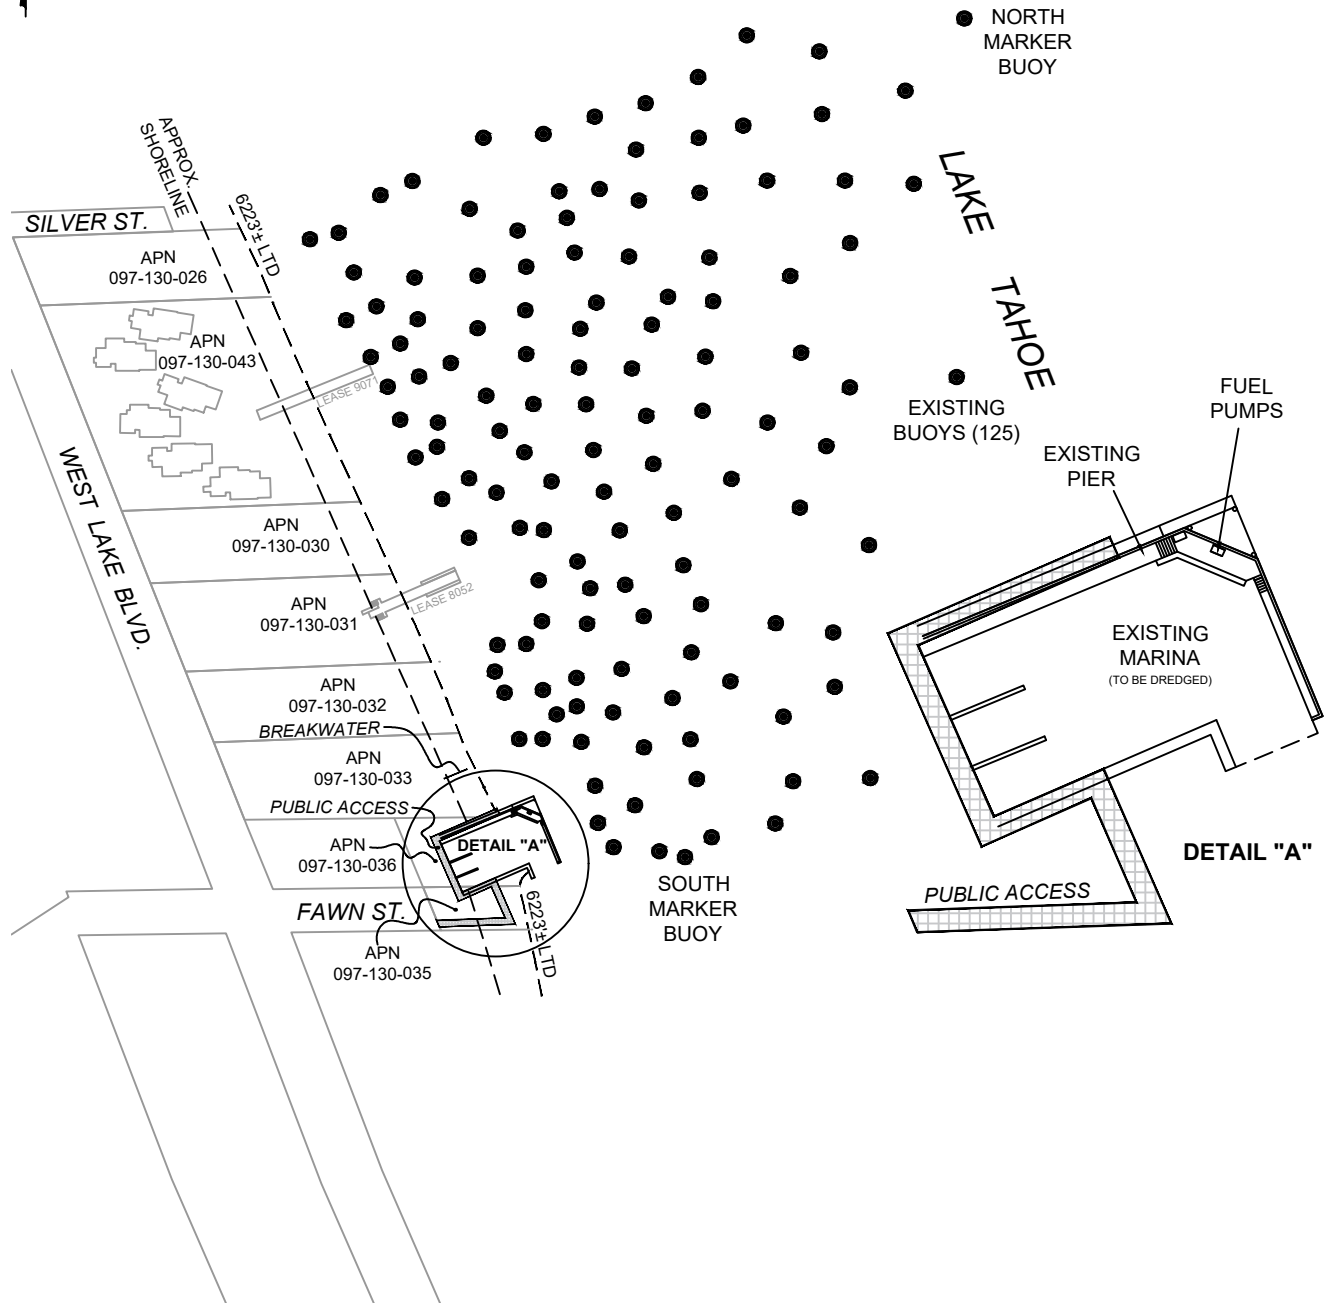 NORTH
MARKER
BUOY
APPROX.
SHORELINE
6223'± LTD
LAKE
TAHOE
SILVER ST.
APN
097-130-026
APN
097-130-043
LEASE 9071
EXISTING
BUOYS (125)
FUEL
PUMPS
EXISTING
PIER
WEST LAKE BLVD.
APN
097-130-030
APN
097-130-031
LEASE 8052
EXISTING
MARINA
(TO BE DREDGED)
APN
097-130-032
BREAKWATER
APN
097-130-033
PUBLIC ACCESS
APN
097-130-036
DETAIL "A"
DETAIL "A"
SOUTH
MARKER
BUOY
PUBLIC ACCESS
FAWN ST.
6223'± LTD
APN
097-130-035